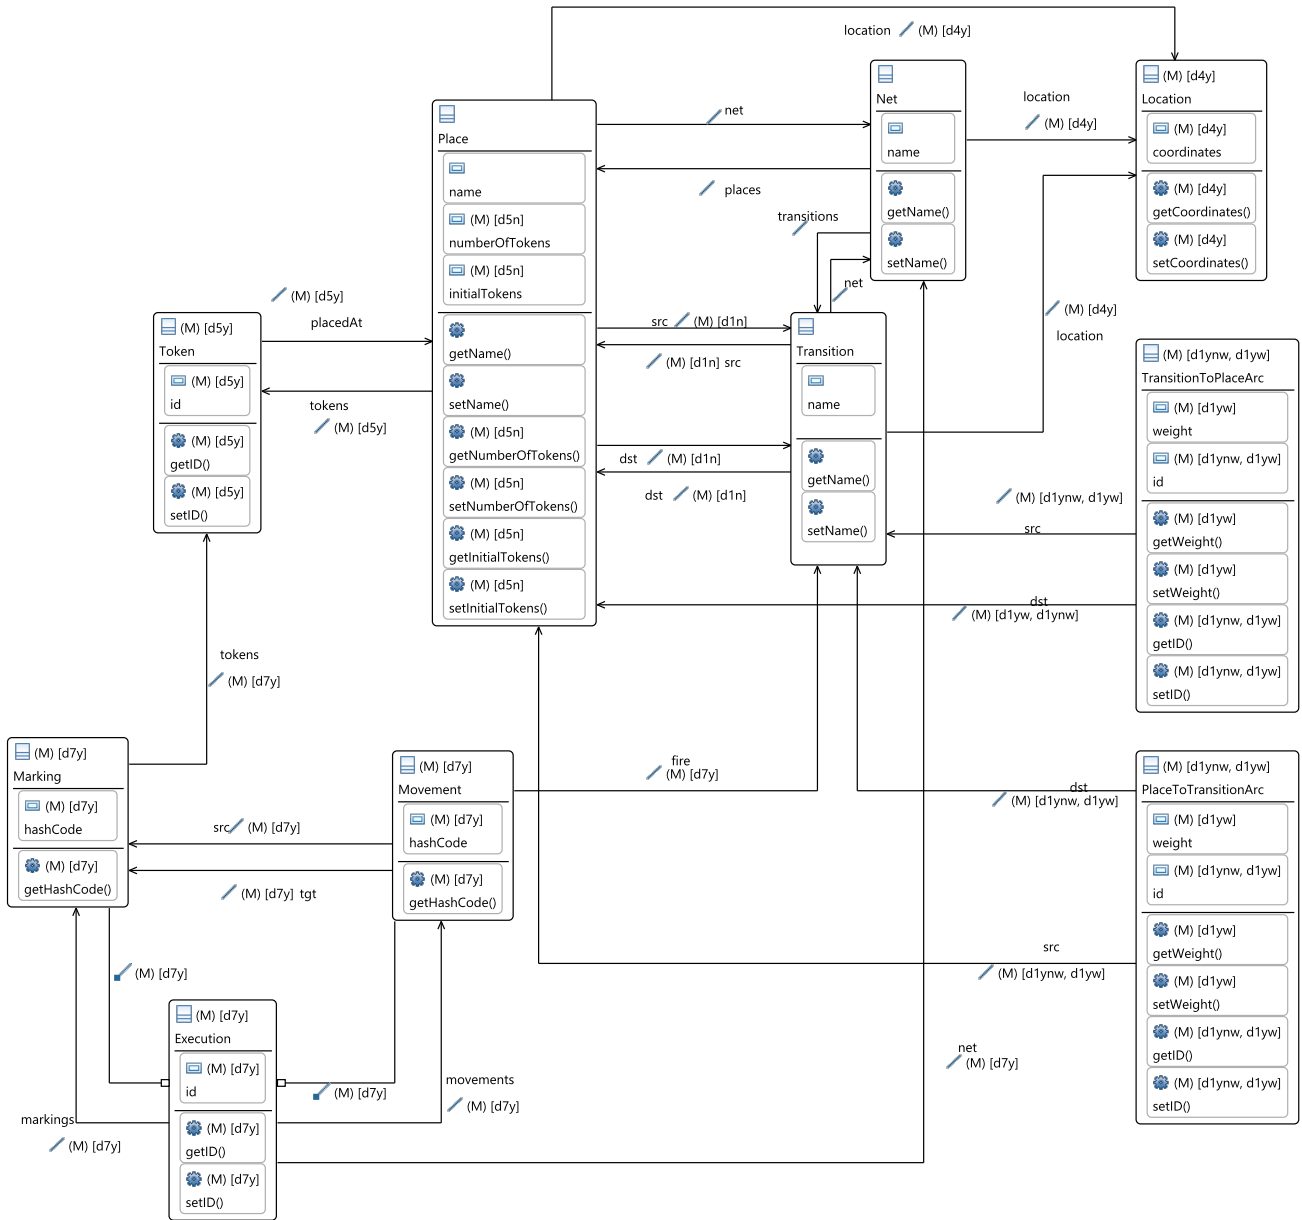 location (M) [d4y]
Net
name
getName()
setName()
(M) [d4y]
Location
(M) [d4y]
coordinates
(M) [d4y]
getCoordinates()
(M) [d4y]
setCoordinates()
location
(M) [d4y]
net
places
transitions
net
Place
name
(M) [d5n]
numberOfTokens
(M) [d5n]
initialTokens
getName()
setName()
(M) [d5n]
getNumberOfTokens()
(M) [d5n]
setNumberOfTokens()
(M) [d5n]
getInitialTokens()
(M) [d5n]
setInitialTokens()
(M) [d5y]
placedAt
(M) [d5y]
Token
(M) [d5y]
id
(M) [d5y]
getID()
(M) [d5y]
setID()
tokens
(M) [d5y]
src (M) [d1n]
(M) [d1n] src
dst (M) [d1n]
dst (M) [d1n]
Transition
name
getName()
setName()
(M) [d4y]
location
(M) [d1ynw, d1yw]
TransitionToPlaceArc
(M) [d1yw]
weight
(M) [d1ynw, d1yw]
id
(M) [d1yw]
getWeight()
(M) [d1yw]
setWeight()
(M) [d1ynw, d1yw]
getID()
(M) [d1ynw, d1yw]
setID()
(M) [d1ynw, d1yw]
src
dst
(M) [d1yw, d1ynw]
tokens
(M) [d7y]
(M) [d7y]
Marking
(M) [d7y]
hashCode
(M) [d7y]
getHashCode()
(M) [d7y]
Movement
(M) [d7y]
hashCode
(M) [d7y]
getHashCode()
fire
(M) [d7y]
src (M) [d7y]
(M) [d7y] tgt
dst
(M) [d1ynw, d1yw]
(M) [d1ynw, d1yw]
PlaceToTransitionArc
(M) [d1yw]
weight
(M) [d1ynw, d1yw]
id
(M) [d1yw]
getWeight()
(M) [d1yw]
setWeight()
(M) [d1ynw, d1yw]
getID()
(M) [d1ynw, d1yw]
setID()
src
(M) [d1ynw, d1yw]
(M) [d7y]
(M) [d7y]
Execution
(M) [d7y]
id
(M) [d7y]
getID()
(M) [d7y]
setID()
(M) [d7y]
movements
(M) [d7y]
markings
(M) [d7y]
net
(M) [d7y]